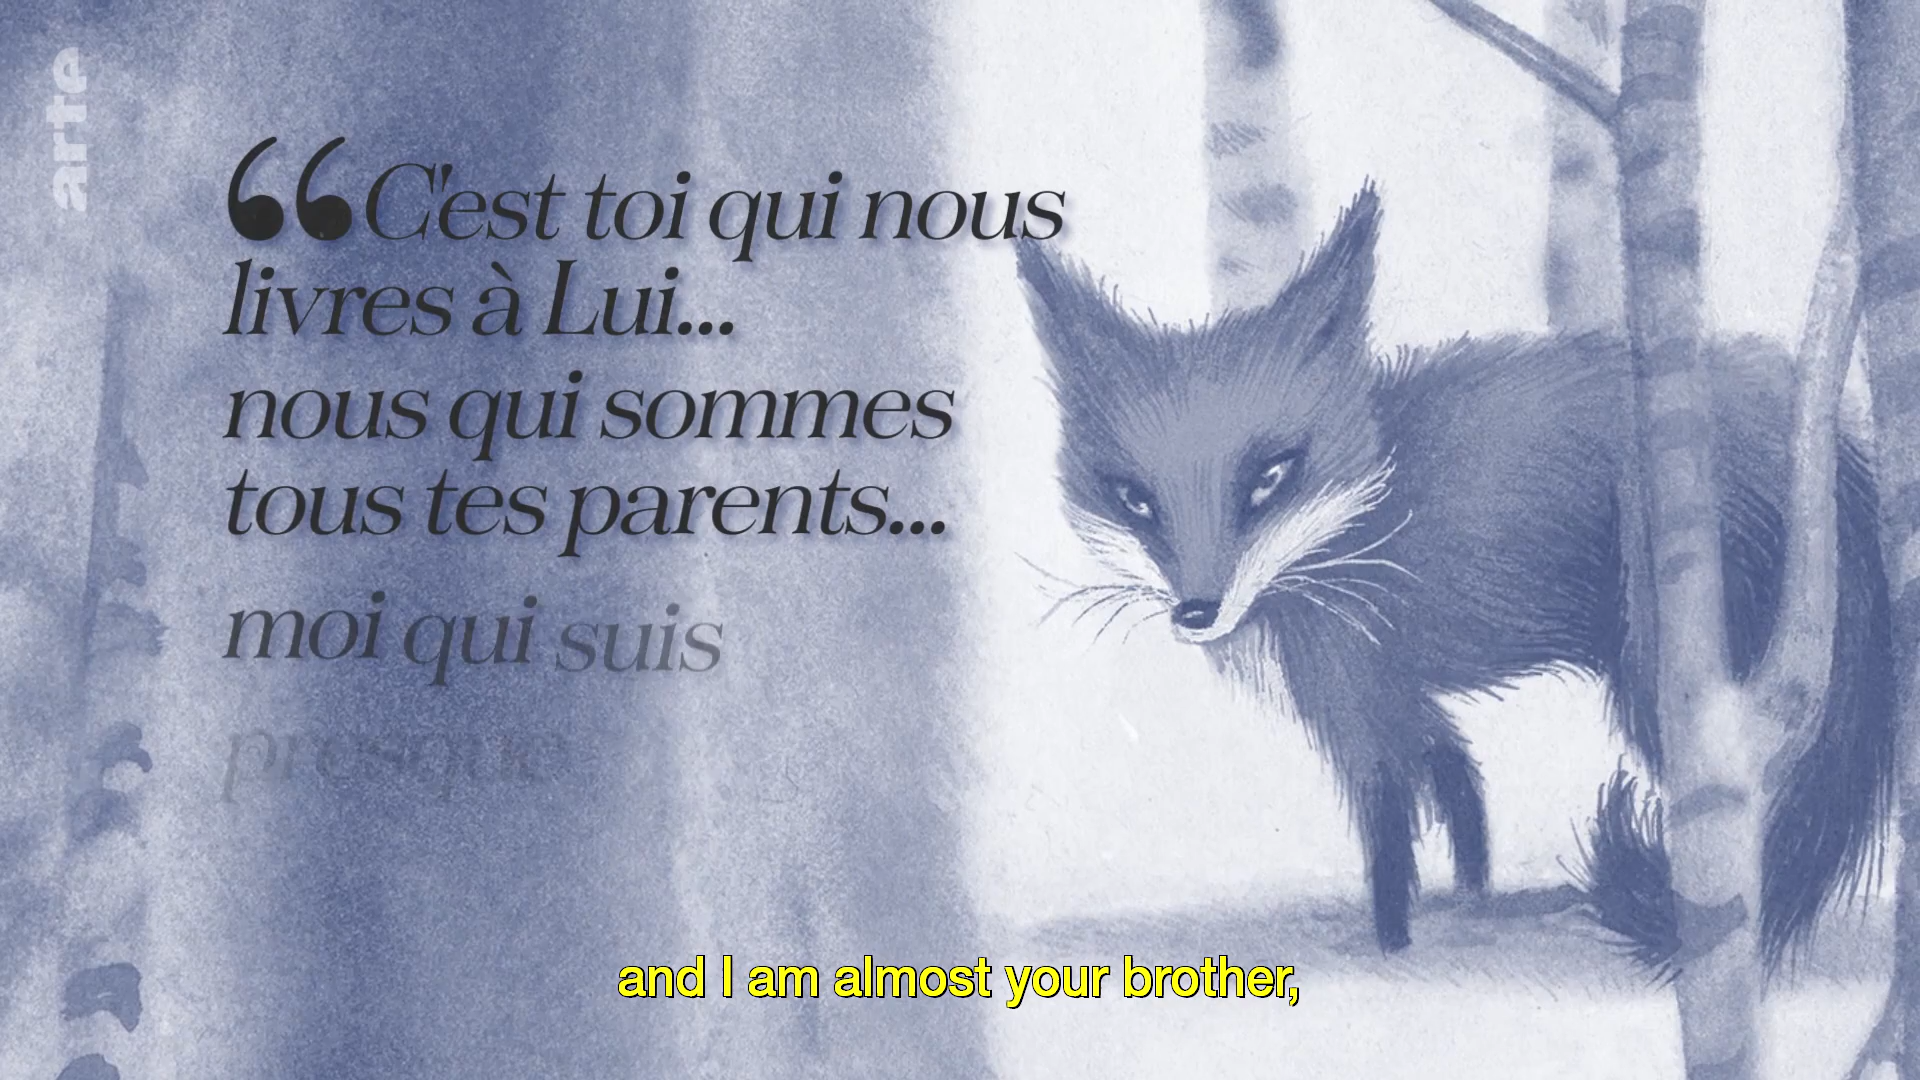 arte
“C'est toi qui nous
livres à Lui...
nous qui sommes
tous tes parents...
moi qui suis
presque
and I am almost your brother,